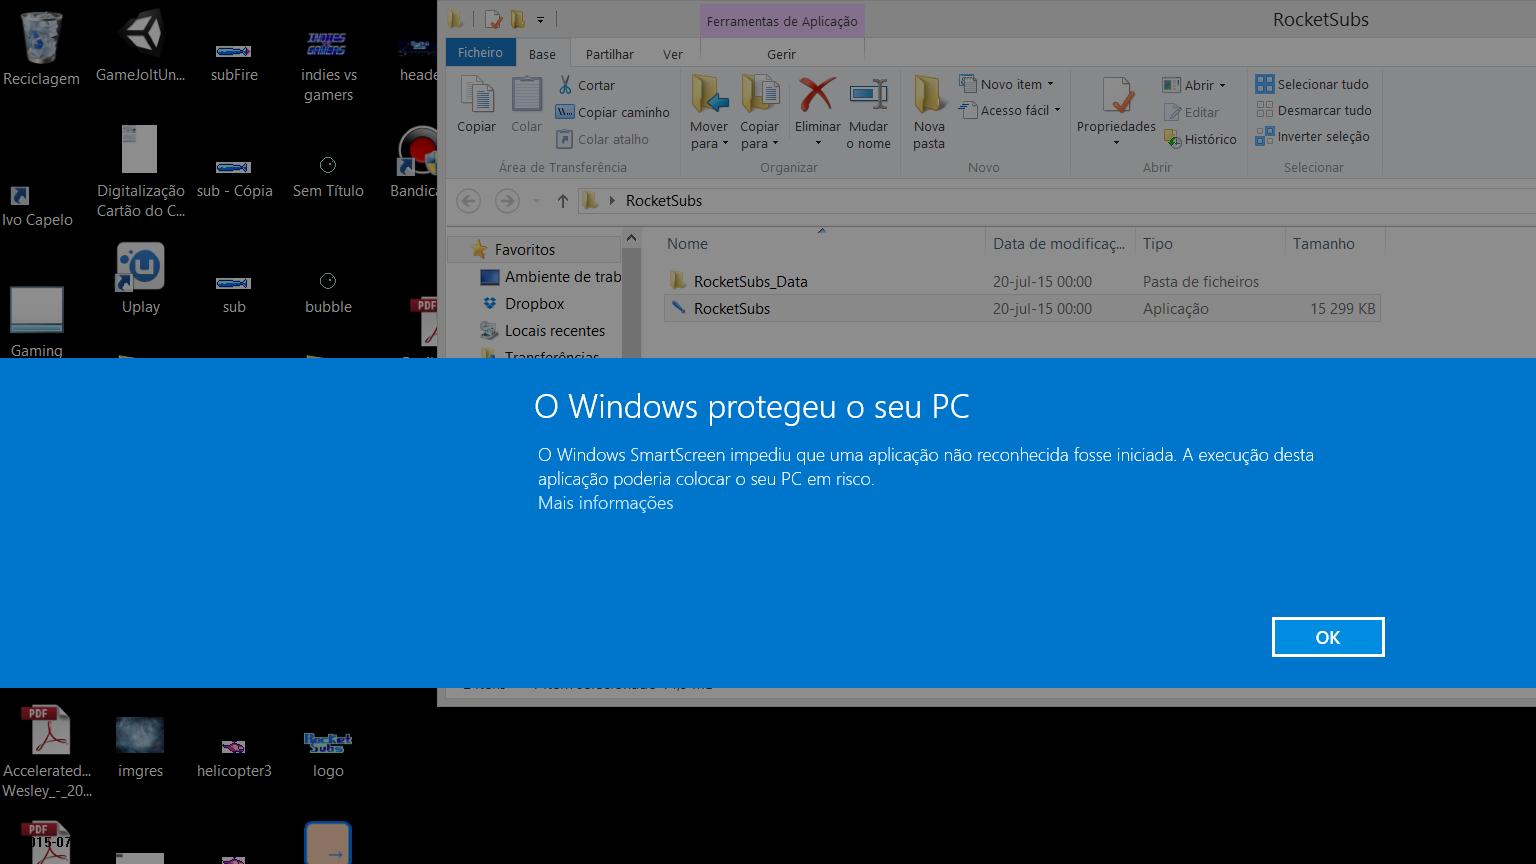 Reciclagem
GameJoltUn...
subFire
indies vs
gamers
heade
Digitalização
Cartão do C...
sub - Cópia
Sem Título
Bandica
Ivo Capelo
Uplay
sub
bubble
PDF
Gaming
Ferramentas de Aplicação
RocketSubs
Ficheiro
Base
Partilhar
Ver
Gerir
Copiar
Colar
Cortar
Copiar caminho
Colar atalho
Área de Transferência
Mover
para
Copiar
para
Eliminar
Mudar
o nome
Organizar
Nova
pasta
Novo item
Acesso fácil
Novo
Propriedades
Abrir
Editar
Histórico
Abrir
Selecionar tudo
Desmarcar tudo
Inverter seleção
Selecionar
RocketSubs
Favoritos
Ambiente de trab
Dropbox
Locais recentes
Transferências
Nome
Data de modificaç...
Tipo
Tamanho
RocketSubs_Data
20-jul-15 00:00
Pasta de ficheiros
RocketSubs
20-jul-15 00:00
Aplicação
15 299 KB
O Windows protegeu o seu PC
O Windows SmartScreen impediu que uma aplicação não reconhecida fosse iniciada. A execução desta
aplicação poderia colocar o seu PC em risco.
Mais informações
OK
PDF
Accelerated...
Wesley_-_20...
imgres
helicopter3
Rocket
Subs
logo
PDF
015-07